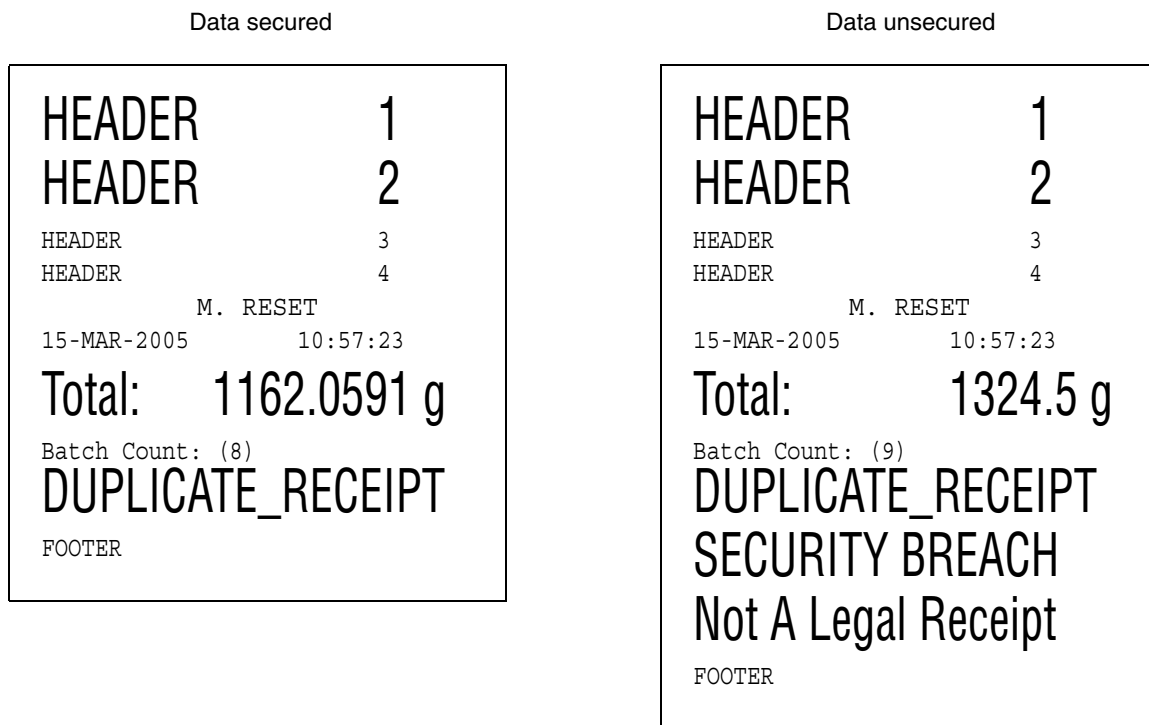 Data secured
HEADER 1
HEADER 2
HEADER 3
HEADER 4
M. RESET
15-MAR-2005 10:57:23
Total: 1162.0591 g
Batch Count: (8)
DUPLICATE_RECEIPT
FOOTER
Data unsecured
HEADER 1
HEADER 2
HEADER 3
HEADER 4
M. RESET
15-MAR-2005 10:57:23
Total: 1324.5 g
Batch Count: (9)
DUPLICATE_RECEIPT
SECURITY BREACH
Not A Legal Receipt
FOOTER